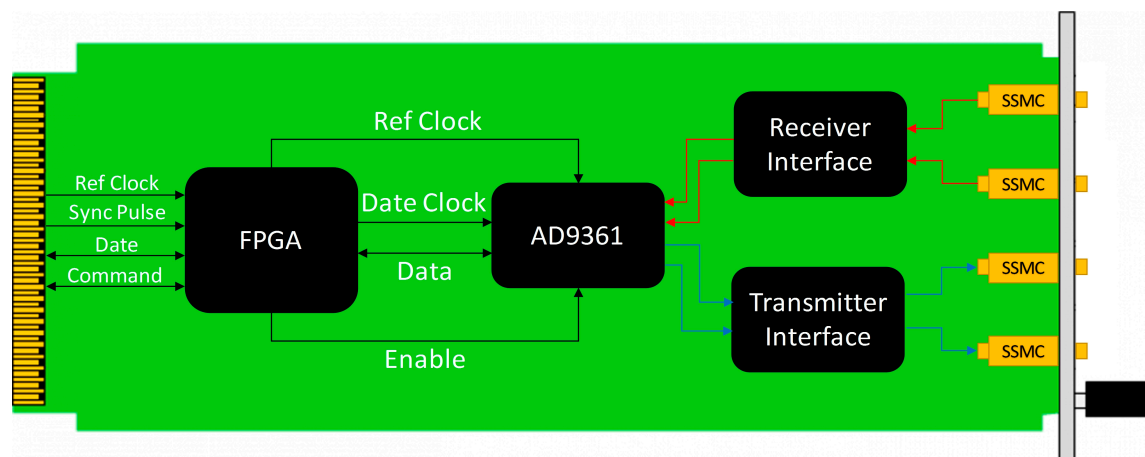 Ref Clock
Sync Pulse
Date
Command
FPGA
Ref Clock
Date Clock
Data
Enable
AD9361
Receiver
Interface
Transmitter
Interface
SSMC
SSMC
SSMC
SSMC